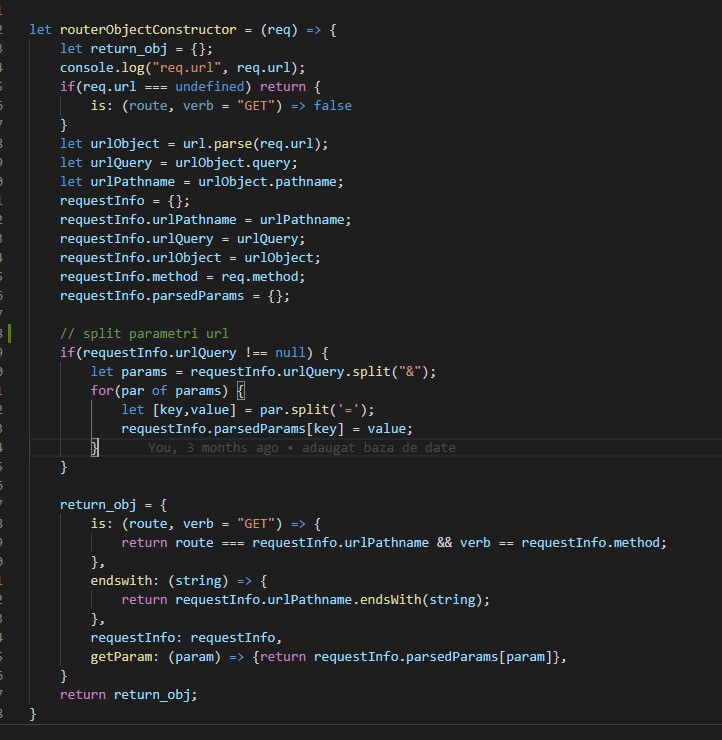 let routerObjectConstructor = (req) => {
let return_obj = {};
console.log("req.url", req.url);
if(req.url === undefined) return {
is: (route, verb = "GET") => false
}
let urlObject = url.parse(req.url);
let urlQuery = urlObject.query;
let urlPathname = urlObject.pathname;
requestInfo = {};
requestInfo.urlPathname = urlPathname;
requestInfo.urlQuery = urlQuery;
requestInfo.urlObject = urlObject;
requestInfo.method = req.method;
requestInfo.parsedParams = {};
// split parametri url
if(requestInfo.urlQuery !== null) {
let params = requestInfo.urlQuery.split("&");
for(par of params) {
let [key,value] = par.split('=');
requestInfo.parsedParams[key] = value;
} You, 3 months ago • adaugat baza de date
}
return_obj = {
is: (route, verb = "GET") => {
return route === requestInfo.urlPathname && verb == requestInfo.method;
},
endswith: (string) => {
return requestInfo.urlPathname.endsWith(string);
},
requestInfo: requestInfo,
getParam: (param) => {return requestInfo.parsedParams[param]},
}
return return_obj;
}